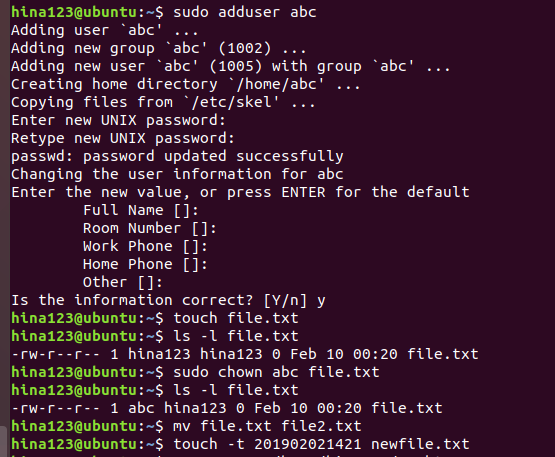 hina123@ubuntu:~$ sudo adduser abc
Adding user `abc' ...
Adding new group `abc' (1002) ...
Adding new user `abc' (1005) with group `abc' ...
Creating home directory `/home/abc' ...
Copying files from `/etc/skel' ...
Enter new UNIX password:
Retype new UNIX password:
passwd: password updated successfully
Changing the user information for abc
Enter the new value, or press ENTER for the default
        Full Name []:
        Room Number []:
        Work Phone []:
        Home Phone []:
        Other []:
Is the information correct? [Y/n] y
hina123@ubuntu:~$ touch file.txt
hina123@ubuntu:~$ ls -l file.txt
-rw-r--r-- 1 hina123 hina123 0 Feb 10 00:20 file.txt
hina123@ubuntu:~$ sudo chown abc file.txt
hina123@ubuntu:~$ ls -l file.txt
-rw-r--r-- 1 abc hina123 0 Feb 10 00:20 file.txt
hina123@ubuntu:~$ mv file.txt file2.txt
hina123@ubuntu:~$ touch -t 201902021421 newfile.txt